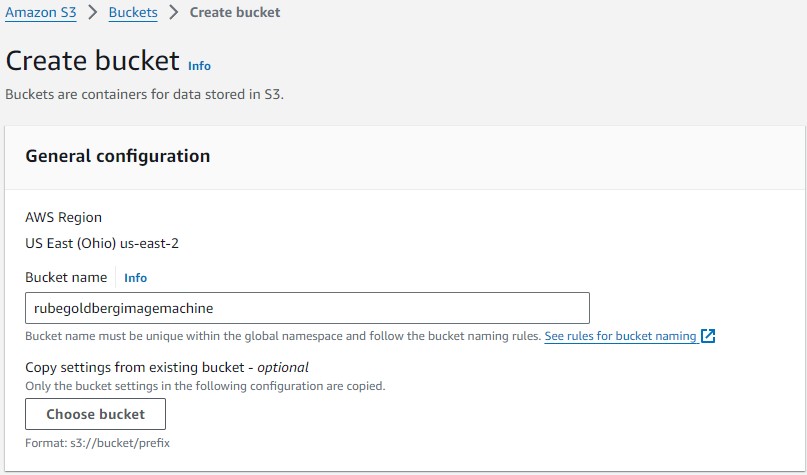 Amazon S3 > Buckets > Create bucket
Create bucket Info
Buckets are containers for data stored in S3.
General configuration
AWS Region
US East (Ohio) us-east-2
Bucket name Info
rubegoldbergimagemachine
Bucket name must be unique within the global namespace and follow the bucket naming rules. See rules for bucket naming
Copy settings from existing bucket - optional
Only the bucket settings in the following configuration are copied.
Choose bucket
Format: s3://bucket/prefix